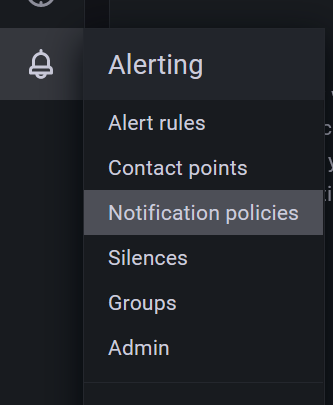 Alerting
Alert rules
Contact points
Notification policies
Silences
Groups
Admin